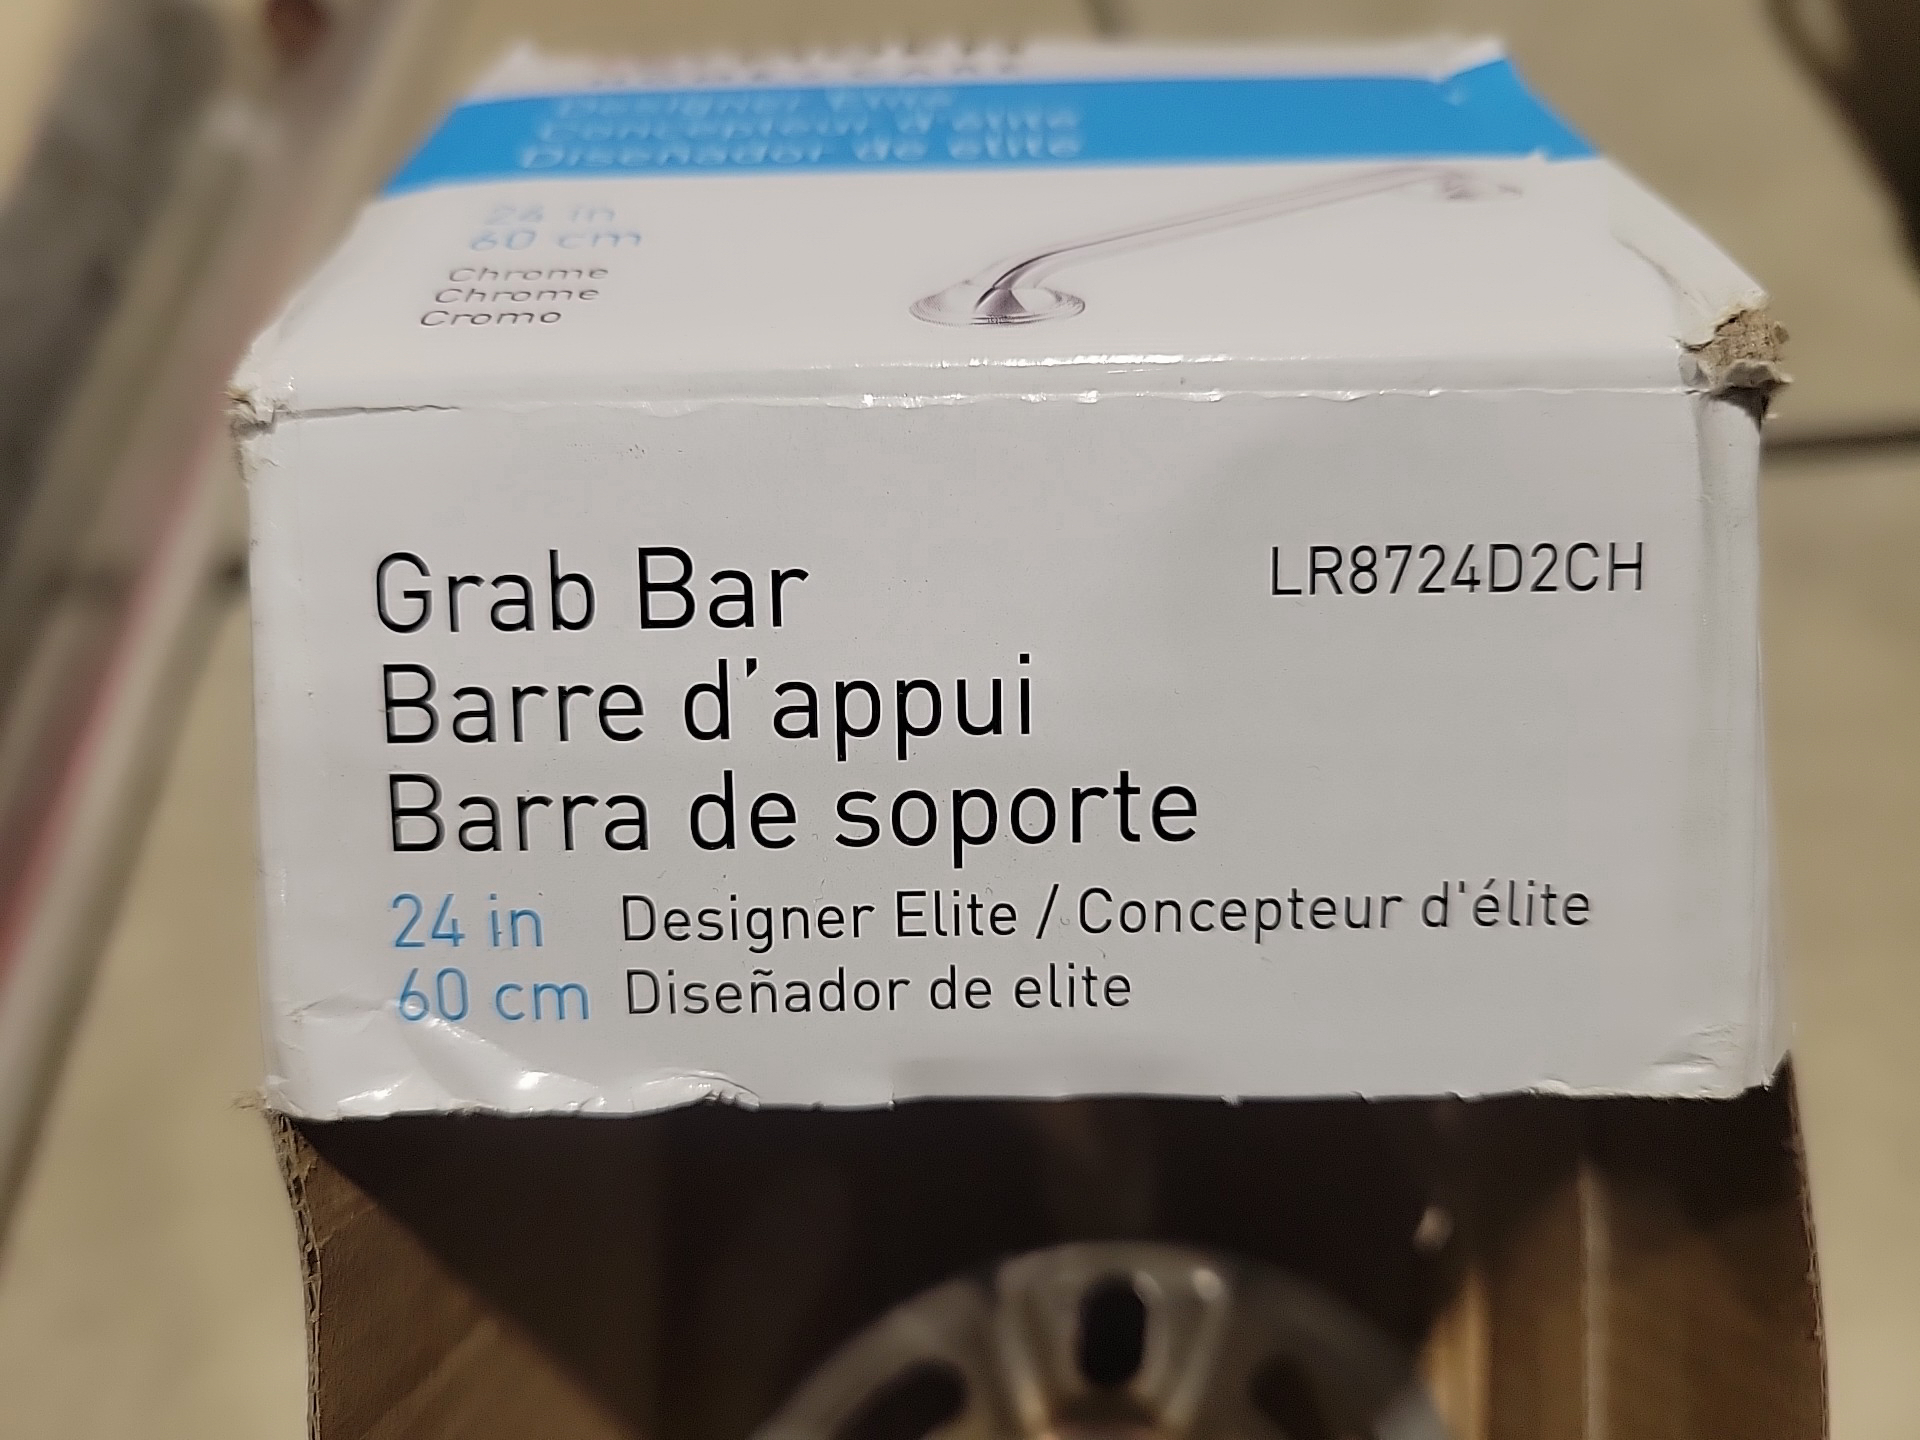 Designer Elite
Concepteur d'élite
Diseñador de elite
24 in
60 cm
Chrome
Chrome
Cromo
Grab Bar
LR8724D2CH
Barre d'appui
Barra de soporte
24 in Designer Elite / Concepteur d'élite
60 cm Diseñador de elite